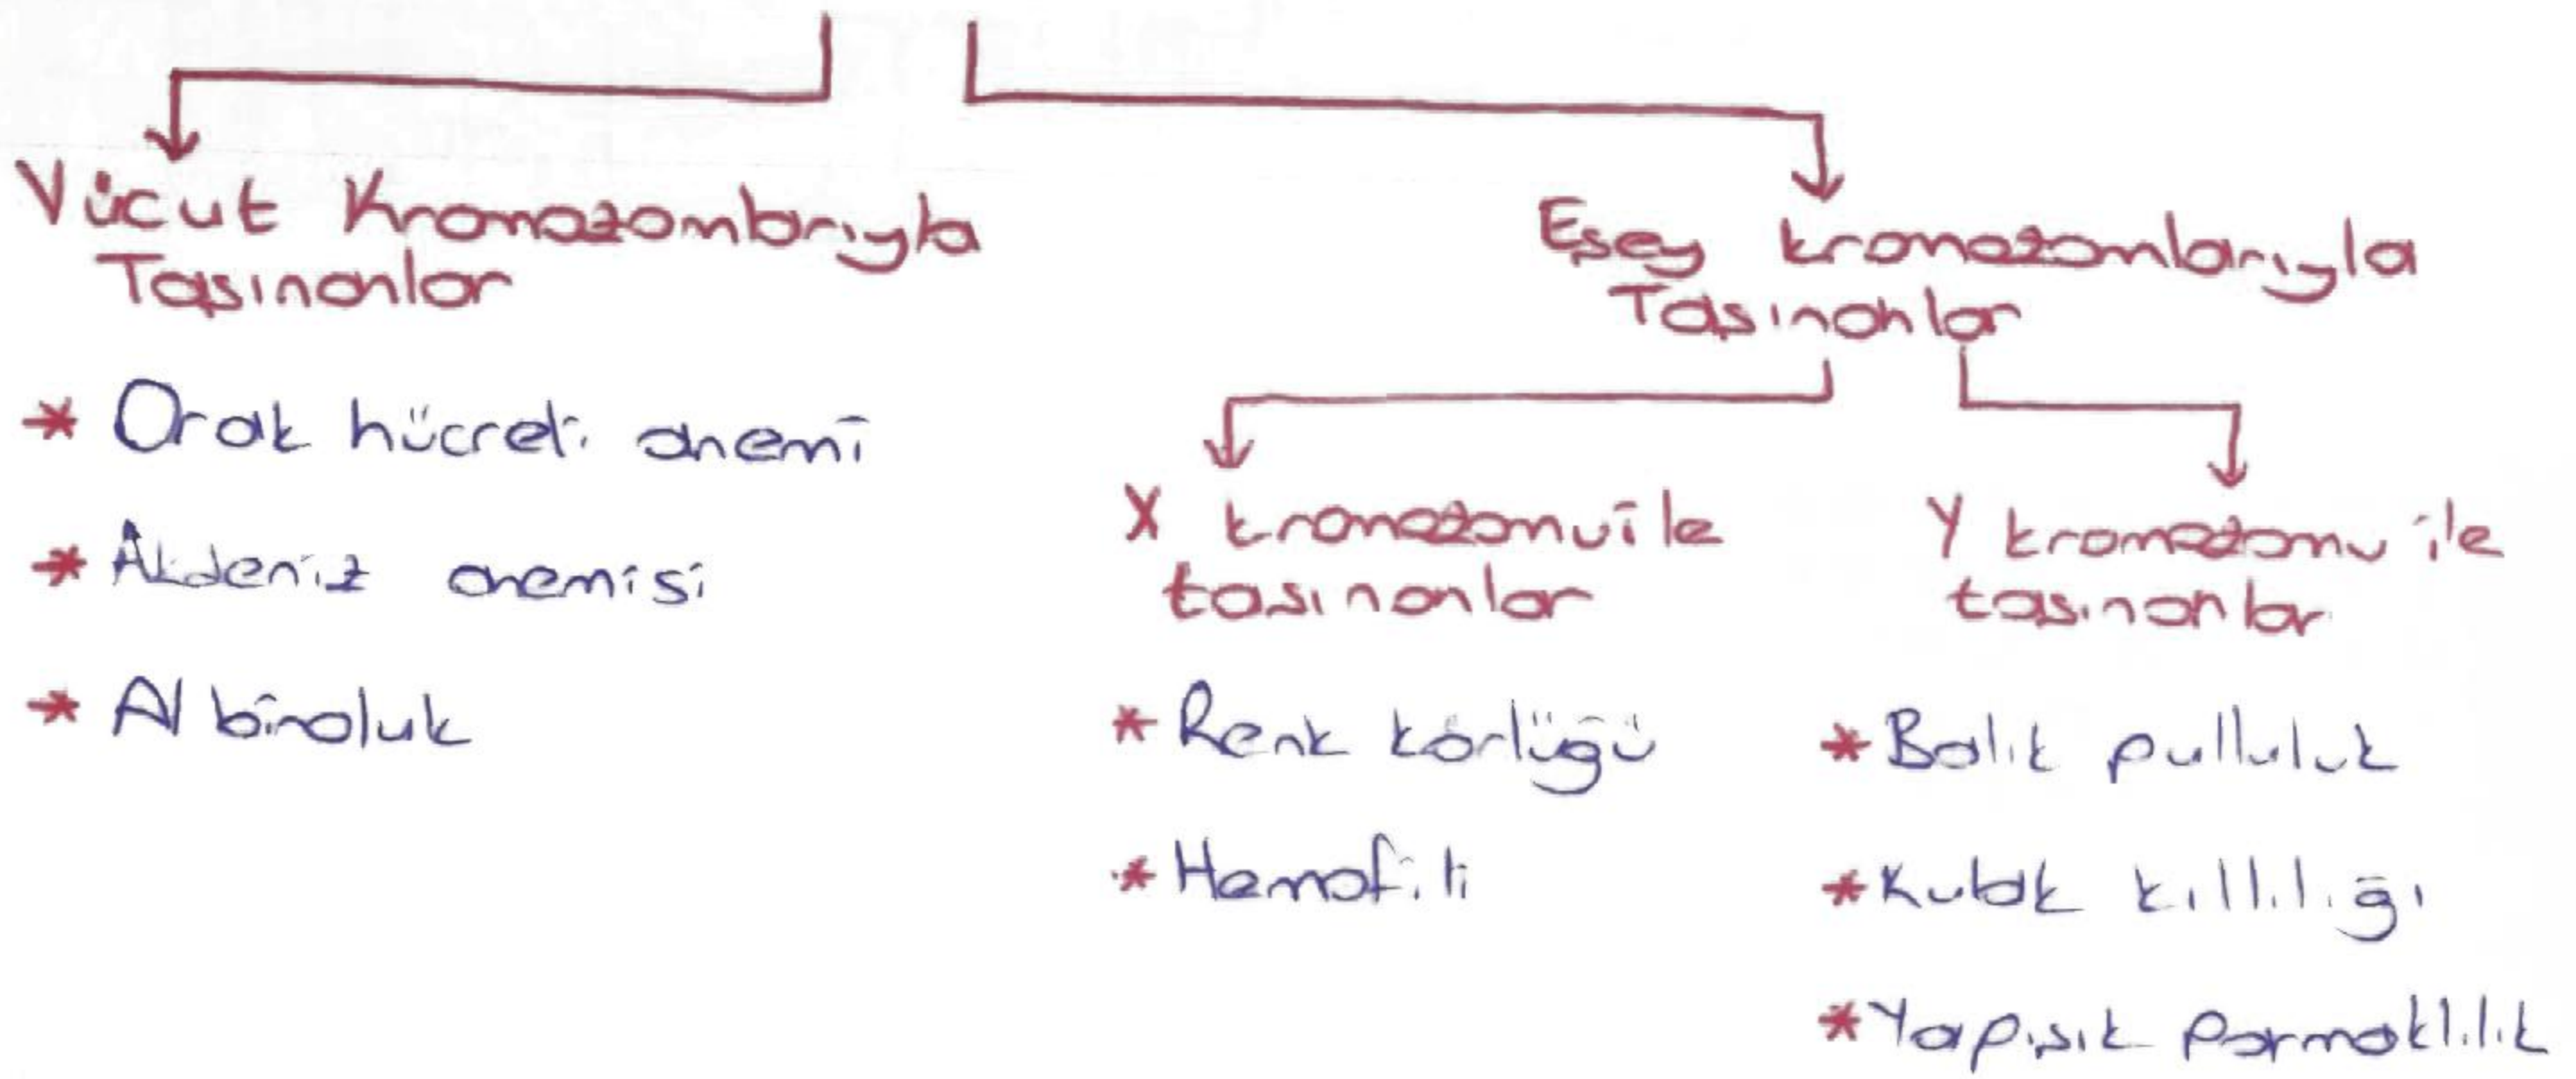 Vücut Kromozomlarıyla
Taşınanlar
* Orak hücreli anemi
* Akdeniz anemisi
* Albinoluk
Eşey kromozomlarıyla
Taşınanlar
X kromozomu ile
taşınanlar
* Renk körlüğü
* Hemofili
Y kromozomu ile
taşınanlar
* Balık pulluluk
* Kulak kıllılığı
* Yapışık parmaklılık